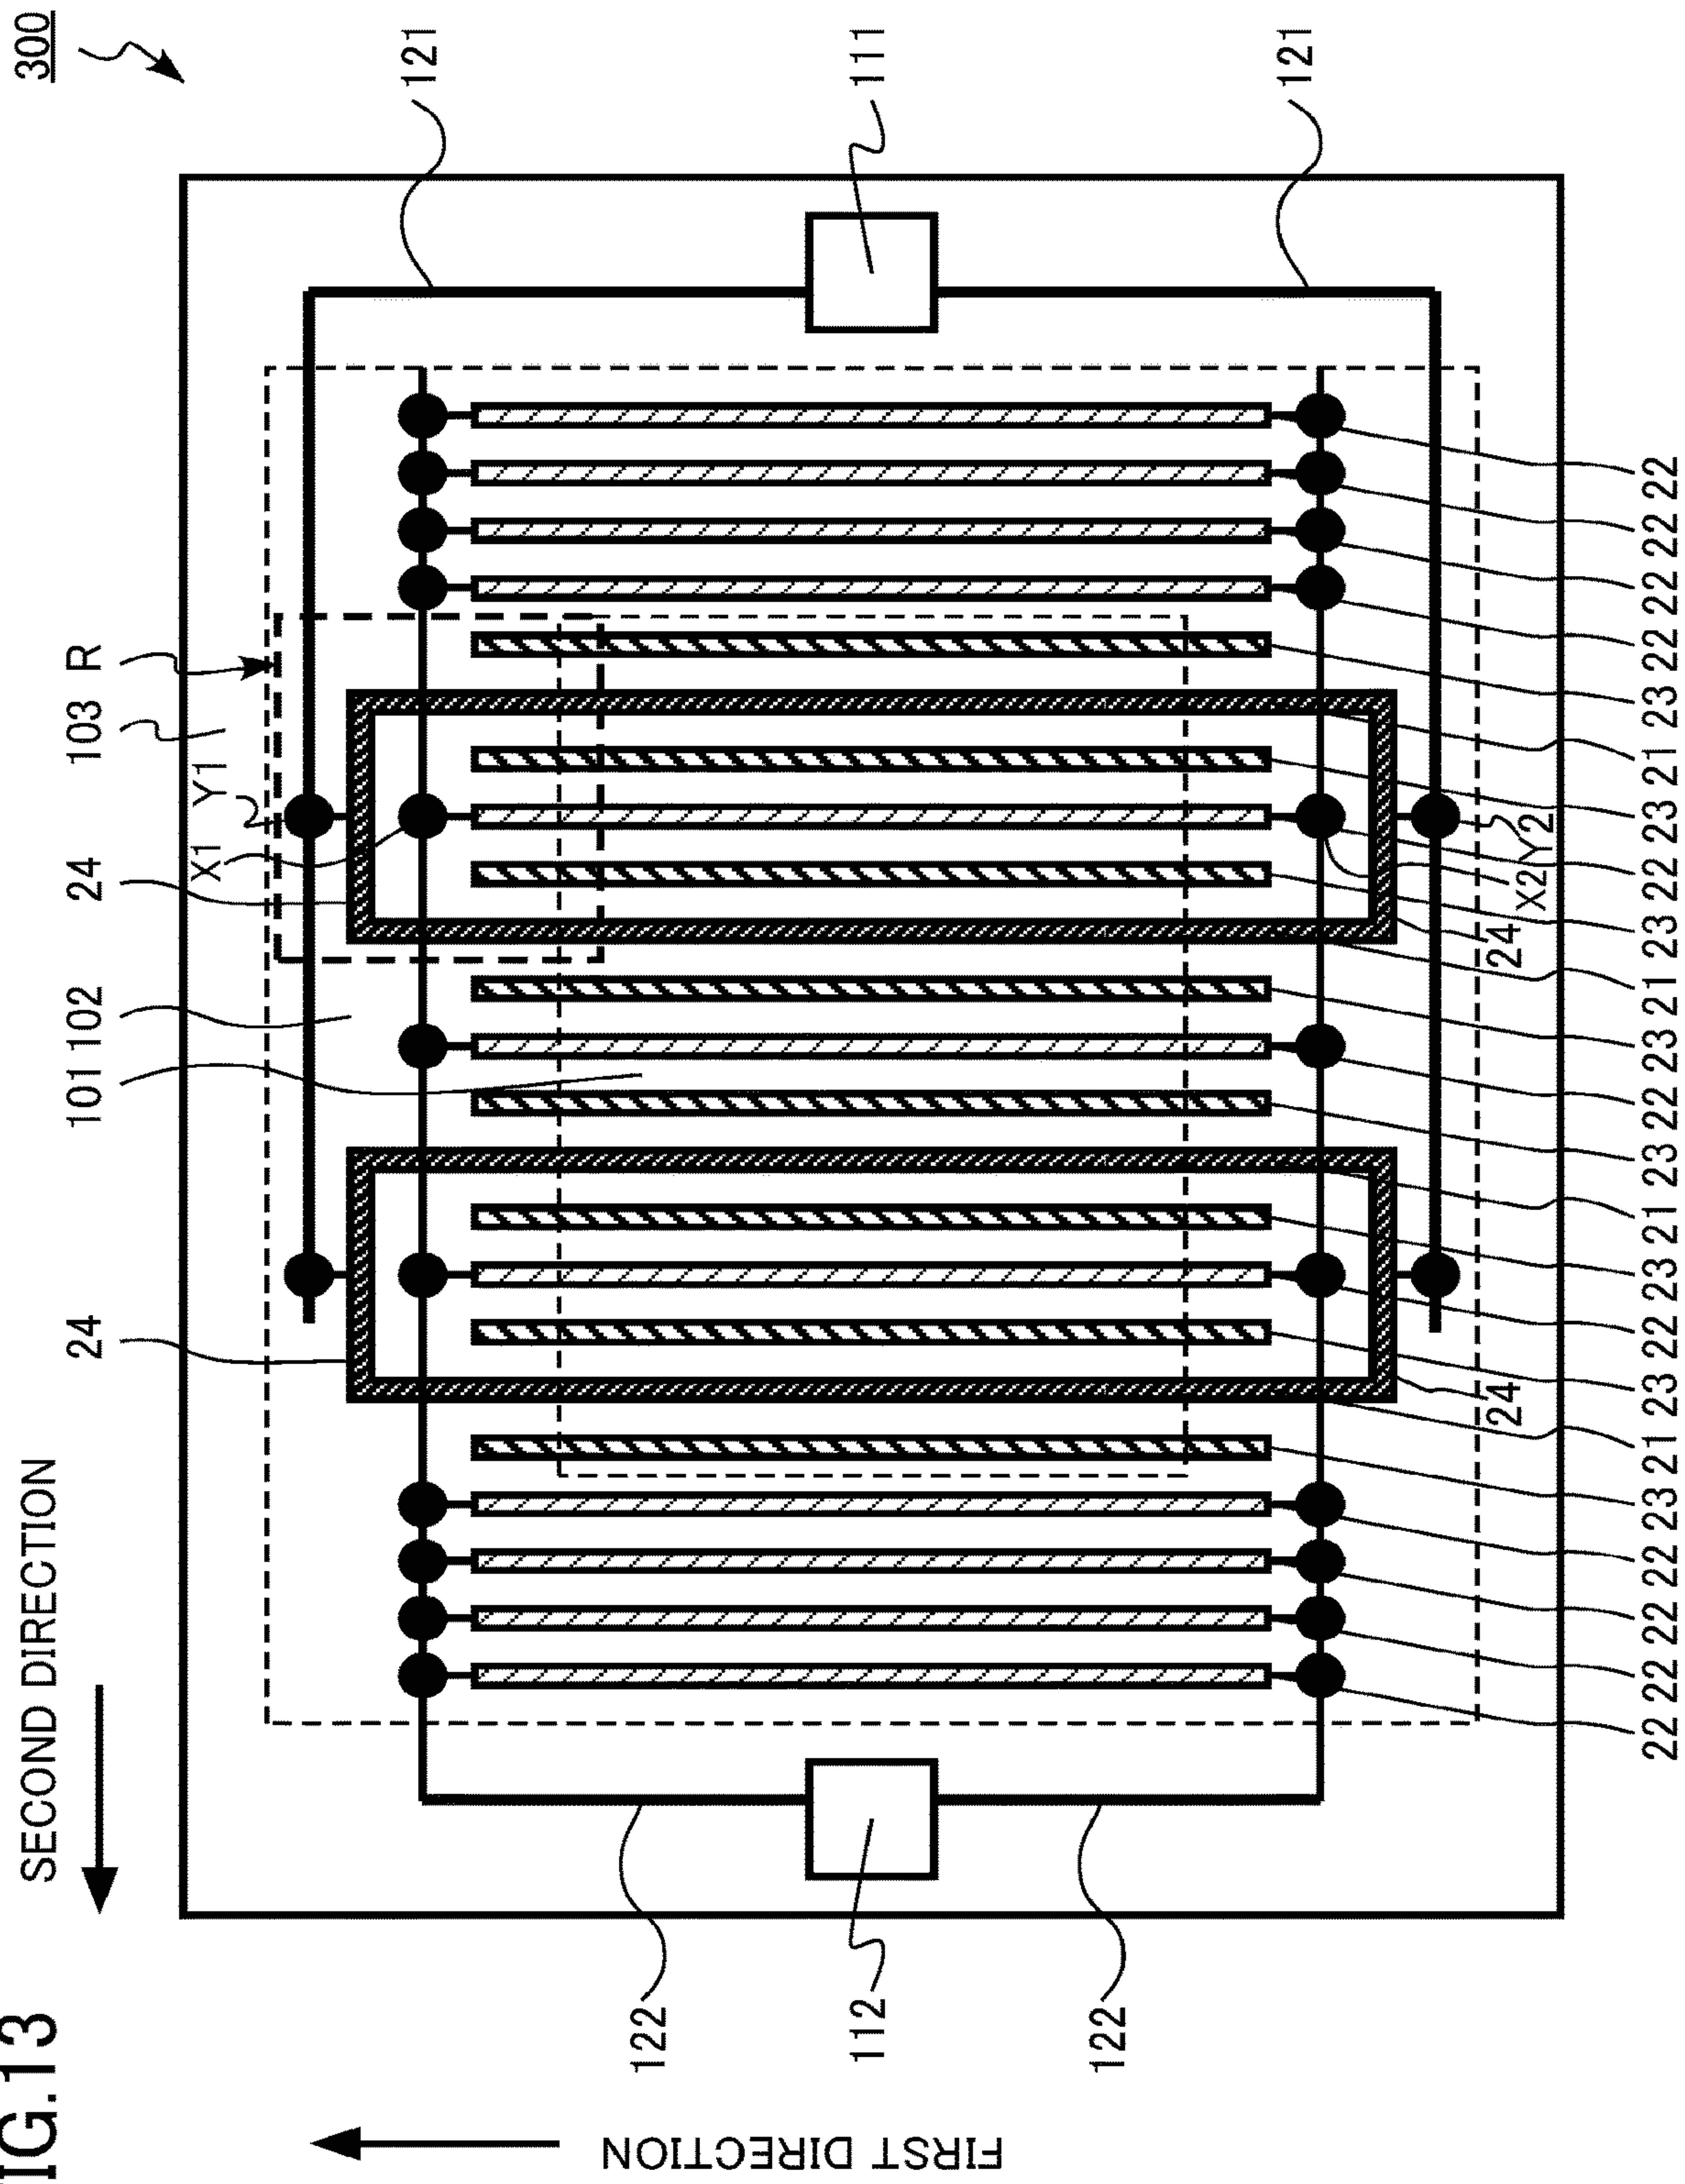 IG.13
SECOND DIRECTION
300
24 101 102 24 103 R
X1 Y1
121
FIRST DIRECTION
122
112 111
122
121
24 24
X2 Y2
22 22 22 22 23 21 23 22 23 21 23 22 23 21 23 22 23 21 23 22 22 22 22